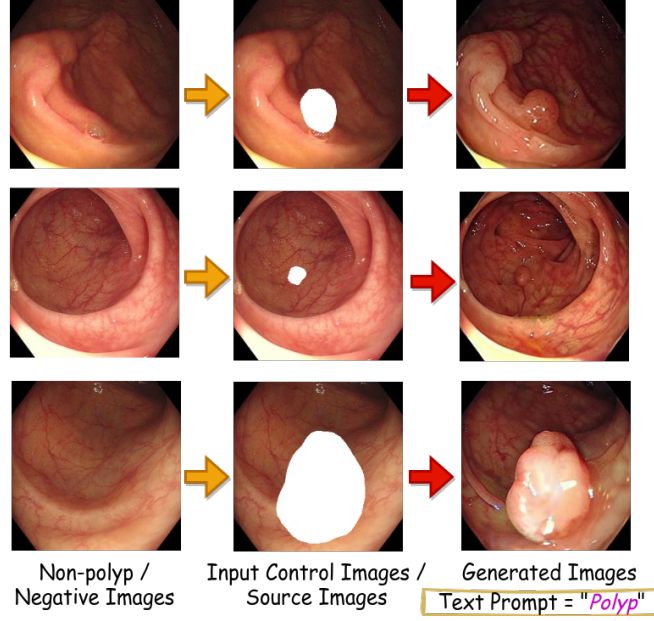 Non-polyp /
Negative Images
Input Control Images /
Source Images
Generated Images
Text Prompt = "Polyp"